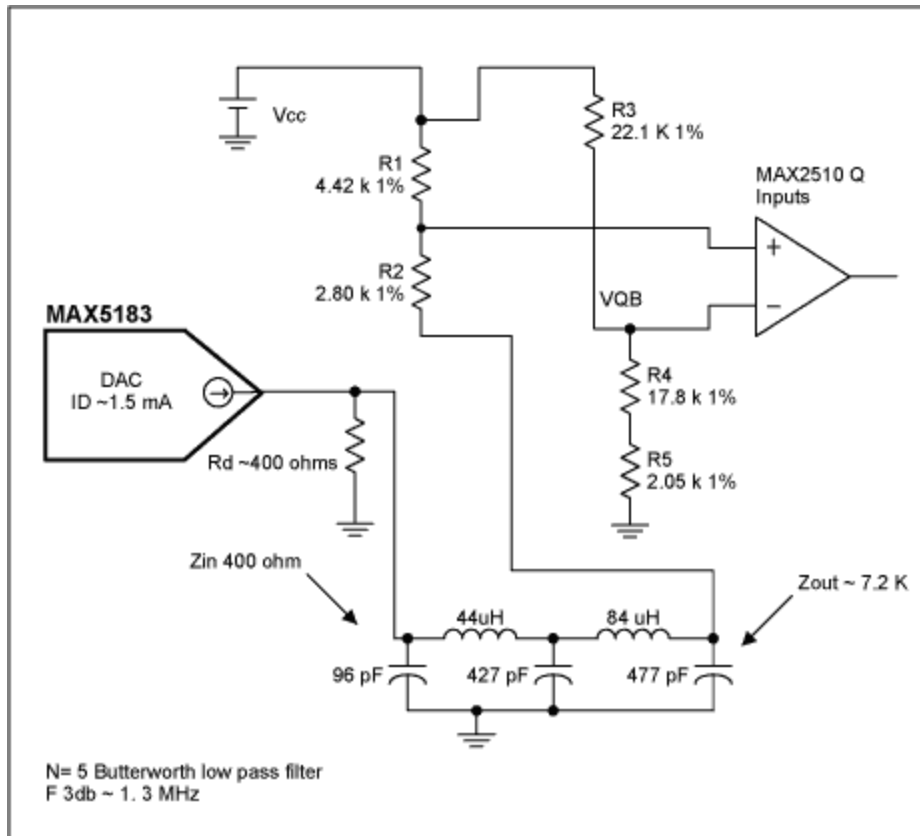 Vcc
R1
4.42 k 1%
R3
22.1 K 1%
MAX2510 Q
Inputs
+
−
R2
2.80 k 1%
VQB
MAX5183
DAC
ID ~1.5 mA
Rd ~400 ohms
R4
17.8 k 1%
R5
2.05 k 1%
Zin 400 ohm
Zout ~ 7.2 K
44uH
84 uH
96 pF
427 pF
477 pF
N= 5 Butterworth low pass filter
F 3db ~ 1. 3 MHz